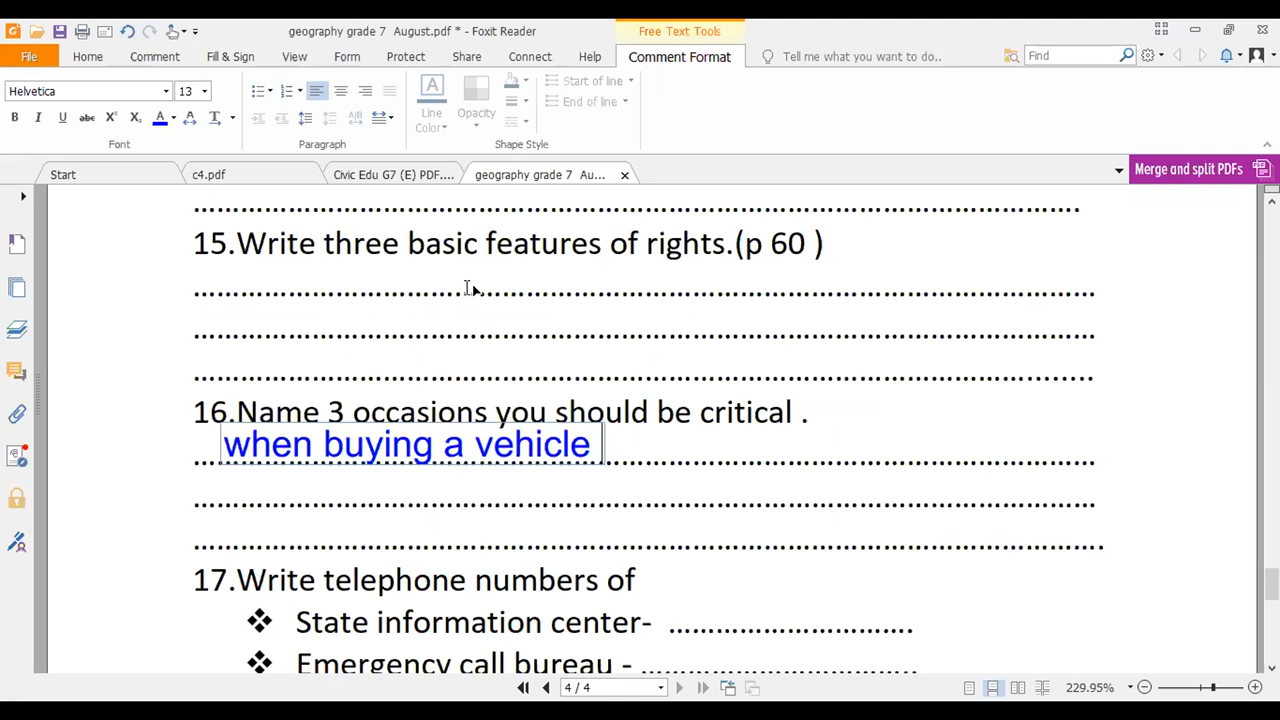 geography grade 7 August.pdf * - Foxit Reader
Free Text Tools
File Home Comment Fill & Sign View Form Protect Share Connect Help Comment Format Tell me what you want to do.. Find
Helvetica 13
Line Color Opacity
Start of line
End of line
Font Paragraph Shape Style
Start c4.pdf Civic Edu G7 (E) PDF.... geography grade 7 Au...
Merge and split PDFs
15.Write three basic features of rights.(p 60 )
16.Name 3 occasions you should be critical .
when buying a vehicle
17.Write telephone numbers of
❖ State information center- ................................
❖ Emergency call bureau - ................................
4 / 4 229.95%